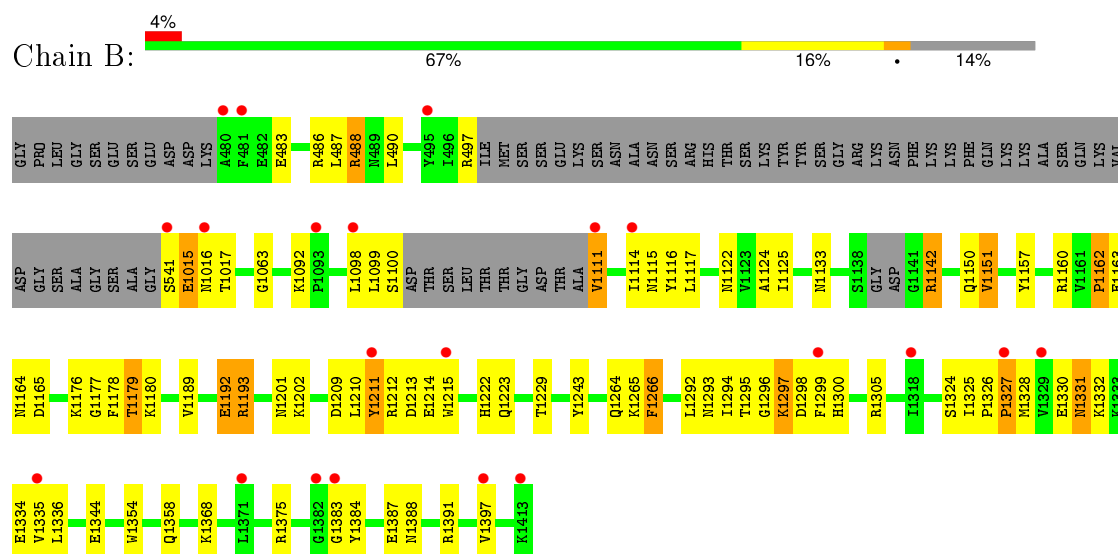 4%
Chain B:
67% 16% • 14%
GLY PRO LEU GLY SER GLU SER GLU ASP ASP LYS A480 F481 E482 E483 R486 L487 R488 N489 L490 Y495 I496 R497 ILE MET SER SER GLU LYS SER ASN ALA ASN SER ARG HIS THR SER LYS TYR TYR SER GLY ARG LYS ASN PHE LYS LYS PHE GLN LYS LYS ALA SER GLN LYS VAL
ASP GLY SER ALA GLY SER ALA GLY S541 E1015 N1016 T1017 G1063 K1092 P1093 L1098 L1099 S1100 ASP THR SER LEU THR THR GLY ASP THR ALA V1111 I1114 N1115 Y1116 L1117 N1122 V1123 A1124 I1125 N1133 S1138 GLY ASP G1141 R1142 Q1150 V1151 Y1157 R1160 V1161 P1162 E1163
N1164 D1165 K1176 G1177 F1178 T1179 K1180 V1189 E1192 R1193 N1201 K1202 D1209 L1210 Y1211 R1212 D1213 E1214 W1215 H1222 Q1223 T1229 Y1243 Q1264 K1265 F1266 L1292 N1293 I1294 T1295 G1296 K1297 D1298 F1299 H1300 R1305 I1318 S1324 I1325 P1326 P1327 M1328 V1329 E1330 N1331 K1332 K1333
E1334 V1335 L1336 E1344 W1354 Q1358 K1368 L1371 R1375 G1382 G1383 Y1384 E1387 N1388 R1391 V1397 K1413